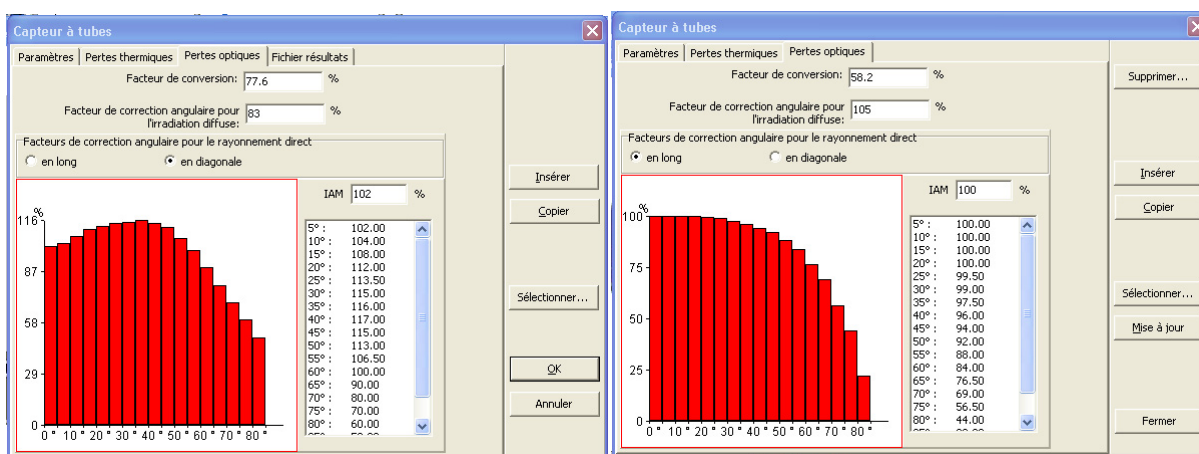 Capteur à tubes
Paramètres Pertes thermiques Pertes optiques Fichier résultats
Facteur de conversion: 77.6 %
Facteur de correction angulaire pour
l'irradiation diffuse: 83 %
Facteurs de correction angulaire pour le rayonnement direct
en long en diagonale
IAM 102 %
116 %
87
58
29
0
0° 10° 20° 30° 40° 50° 60° 70° 80°
5° : 102.00
10° : 104.00
15° : 108.00
20° : 112.00
25° : 113.50
30° : 115.00
35° : 116.00
40° : 117.00
45° : 115.00
50° : 113.00
55° : 106.50
60° : 100.00
65° : 90.00
70° : 80.00
75° : 70.00
80° : 60.00
Insérer
Copier
Sélectionner...
OK
Annuler
Capteur à tubes
Paramètres Pertes thermiques Pertes optiques
Facteur de conversion: 58.2 %
Facteur de correction angulaire pour
l'irradiation diffuse: 105 %
Facteurs de correction angulaire pour le rayonnement direct
en long en diagonale
IAM 100 %
100 %
75
50
25
0
0° 10° 20° 30° 40° 50° 60° 70° 80°
5° : 100.00
10° : 100.00
15° : 100.00
20° : 100.00
25° : 99.50
30° : 99.00
35° : 97.50
40° : 96.00
45° : 94.00
50° : 92.00
55° : 88.00
60° : 84.00
65° : 76.50
70° : 69.00
75° : 56.50
80° : 44.00
Supprimer...
Insérer
Copier
Sélectionner...
Mise à jour
Fermer